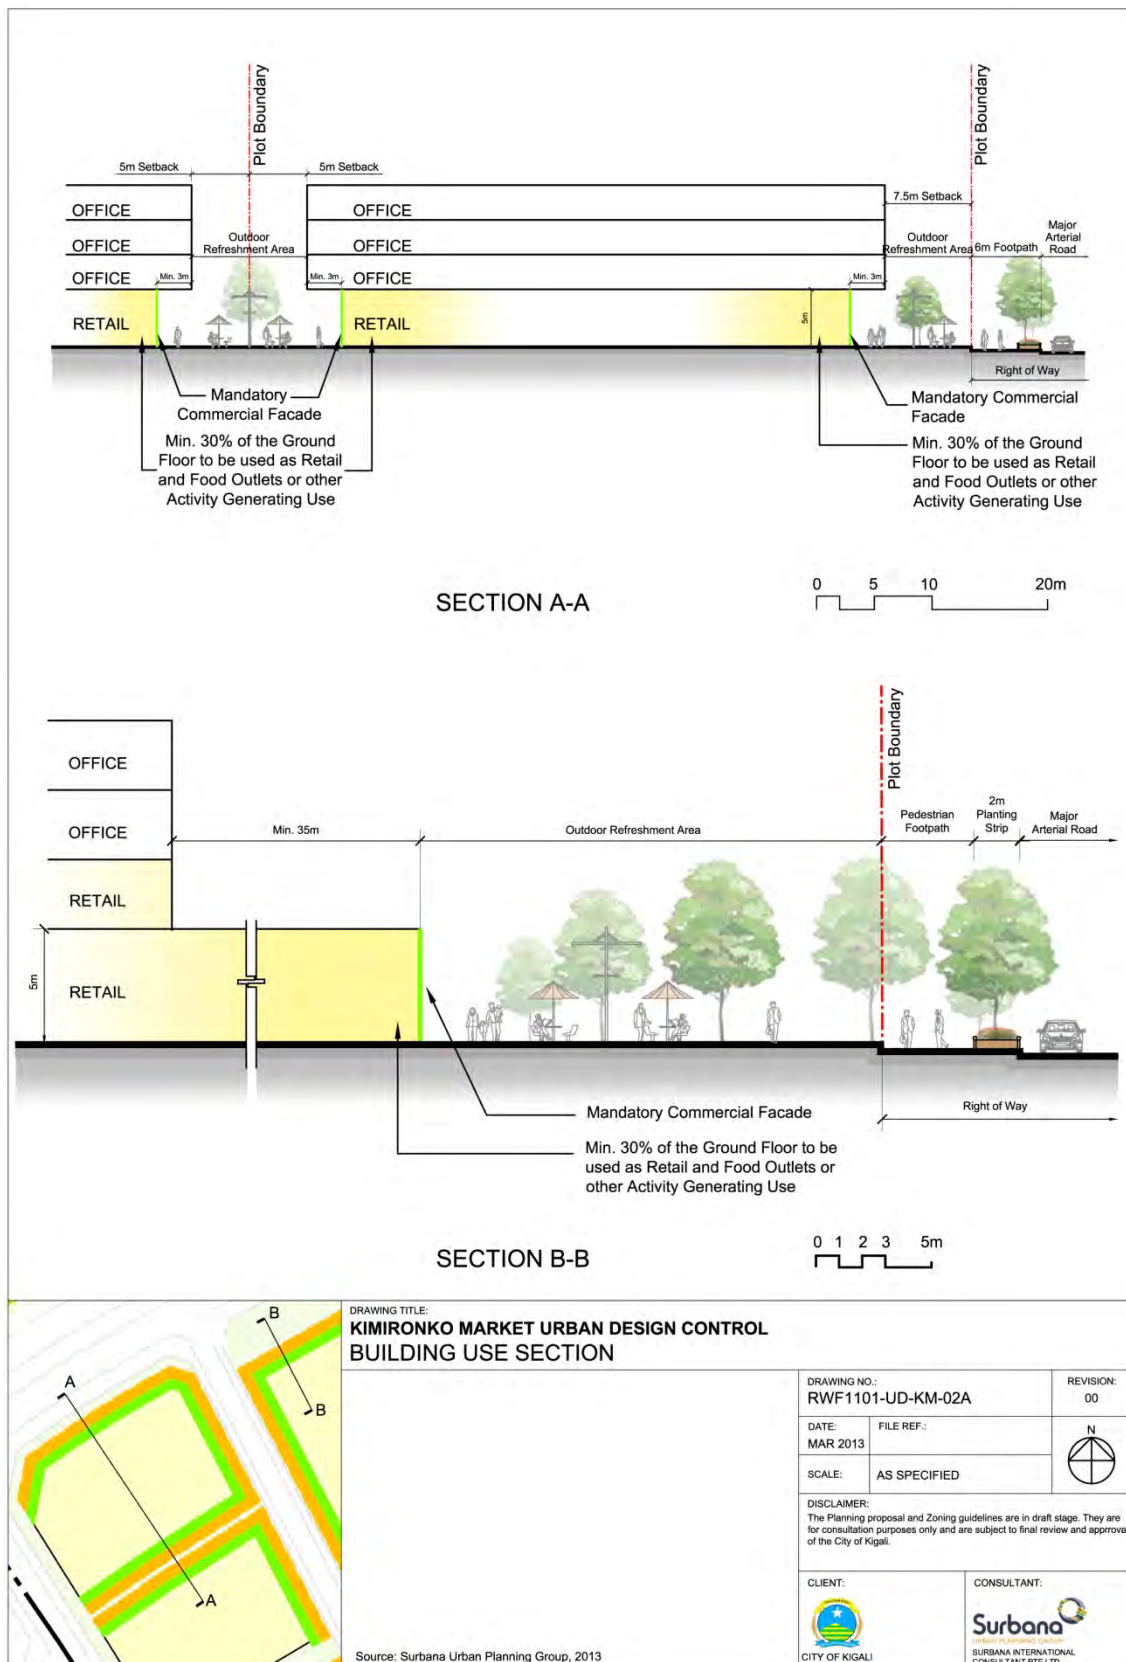 Plot Boundary
Plot Boundary
5m Setback
5m Setback
7.5m Setback
OFFICE
OFFICE
OFFICE
OFFICE
OFFICE
OFFICE
Outdoor
Refreshment Area
Outdoor
Refreshment Area
6m Footpath
Major
Arterial
Road
Min. 3m
Min. 3m
Min. 3m
RETAIL
RETAIL
5m
Right of Way
Mandatory
Commercial Facade
Min. 30% of the Ground
Floor to be used as Retail
and Food Outlets or other
Activity Generating Use
Mandatory Commercial
Facade
Min. 30% of the Ground
Floor to be used as Retail
and Food Outlets or other
Activity Generating Use
SECTION A-A
0 5 10 20m
Plot Boundary
OFFICE
OFFICE
RETAIL
RETAIL
5m
Min. 35m
Outdoor Refreshment Area
Pedestrian
Footpath
2m
Planting
Strip
Major
Arterial Road
Right of Way
Mandatory Commercial Facade
Min. 30% of the Ground Floor to be
used as Retail and Food Outlets or
other Activity Generating Use
SECTION B-B
0 1 2 3 5m
A
A
B
B
DRAWING TITLE:
KIMIRONKO MARKET URBAN DESIGN CONTROL
BUILDING USE SECTION
Source: Surbana Urban Planning Group, 2013
DRAWING NO.:
RWF1101-UD-KM-02A
REVISION:
00
DATE:
MAR 2013
FILE REF.:
N
SCALE:
AS SPECIFIED
DISCLAIMER:
The Planning proposal and Zoning guidelines are in draft stage. They are
for consultation purposes only and are subject to final review and apprrova
of the City of Kigali.
CLIENT:
CITY OF KIGALI
CONSULTANT:
Surbana
URBAN PLANNING GROUP
SURBANA INTERNATIONAL
CONSULTANT PTE LTD